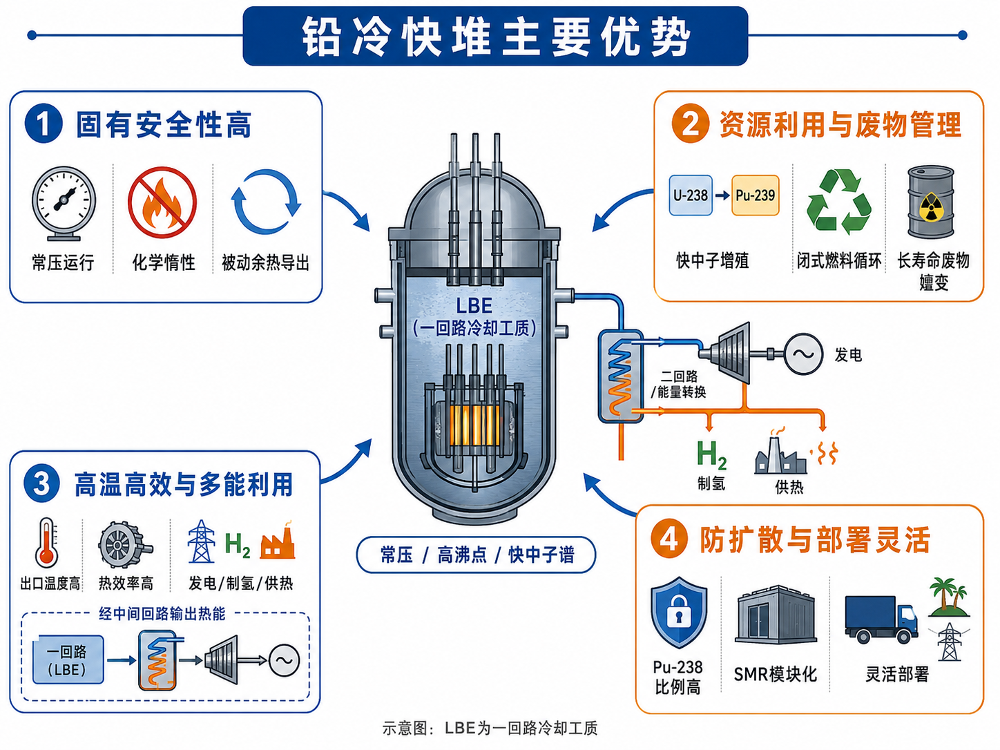 铅冷快堆主要优势
1 固有安全性高
常压运行
化学惰性
被动余热导出
2 资源利用与废物管理
U-238
Pu-239
快中子增殖
闭式燃料循环
长寿命废物
嬗变
LBE
(一回路冷却工质)
二回路
/能量转换
发电
H₂
制氢
供热
常压 / 高沸点 / 快中子谱
3 高温高效与多能利用
出口温度高
热效率高
H₂
发电/制氢/供热
经中间回路输出热能
一回路
(LBE)
4 防扩散与部署灵活
Pu-238
比例高
SMR模块化
灵活部署
示意图：LBE为一回路冷却工质